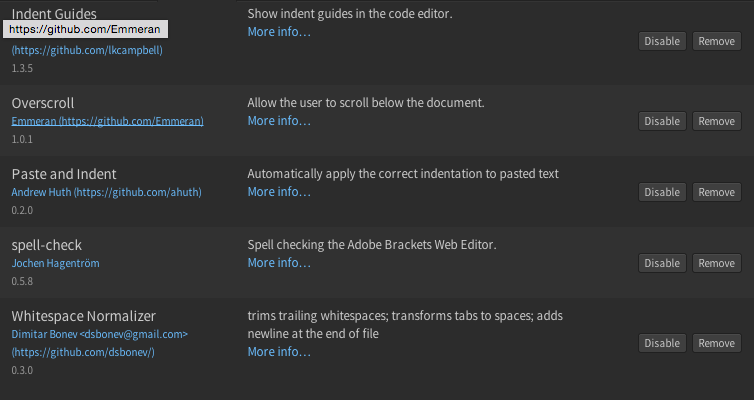 Indent Guides
Show indent guides in the code editor.
https://github.com/Emmeran
More info…
(https://github.com/lkcampbell)
Disable
Remove
1.3.5
Overscroll
Allow the user to scroll below the document.
Emmeran (https://github.com/Emmeran)
More info…
Disable
Remove
1.0.1
Paste and Indent
Automatically apply the correct indentation to pasted text
Andrew Huth (https://github.com/ahuth)
More info…
Disable
Remove
0.2.0
spell-check
Spell checking the Adobe Brackets Web Editor.
Jochen Hagenström
More info…
Disable
Remove
0.5.8
Whitespace Normalizer
trims trailing whitespaces; transforms tabs to spaces; adds
newline at the end of file
Dimitar Bonev <dsbonev@gmail.com>
(https://github.com/dsbonev/)
More info…
Disable
Remove
0.3.0